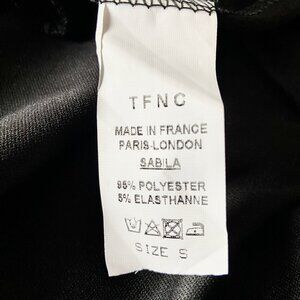 TFNC
MADE IN FRANCE
PARIS-LONDON
SABILA
95% POLYESTER
5% ELASTHANNE
SIZE S